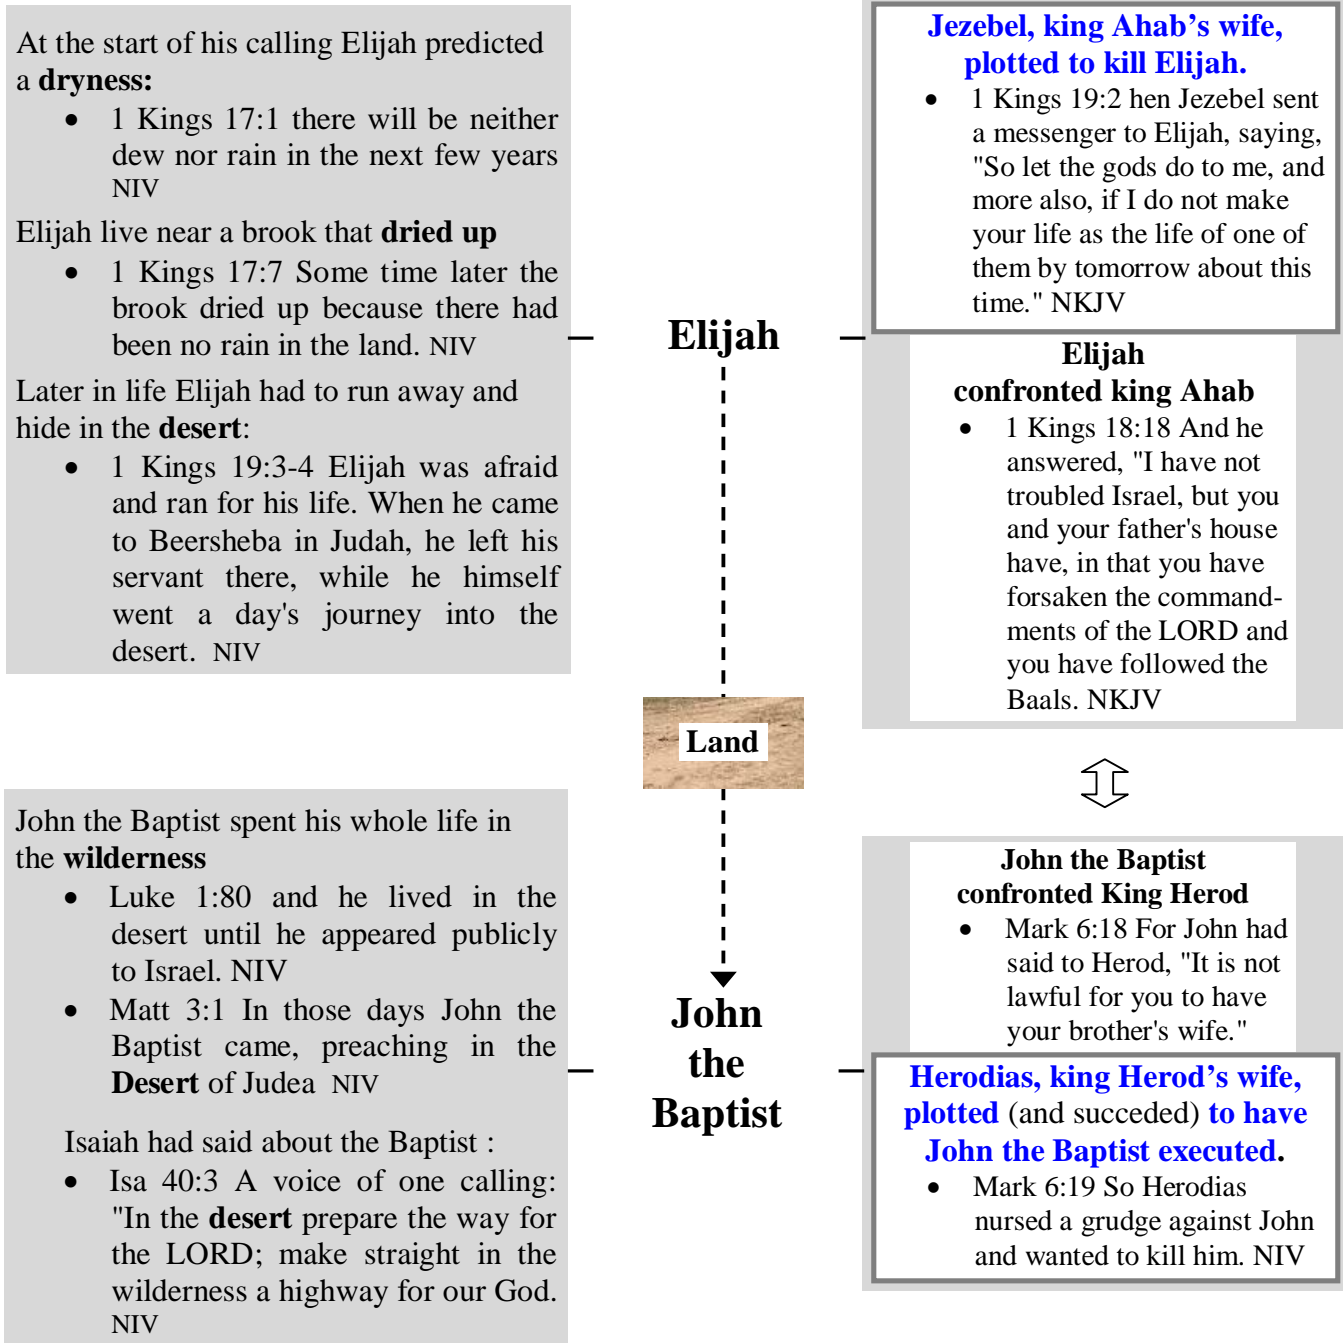 At the start of his calling Elijah predicted
a dryness:
• 1 Kings 17:1 there will be neither
dew nor rain in the next few years
NIV
Elijah live near a brook that dried up
• 1 Kings 17:7 Some time later the
brook dried up because there had
been no rain in the land. NIV
Later in life Elijah had to run away and
hide in the desert:
• 1 Kings 19:3-4 Elijah was afraid
and ran for his life. When he came
to Beersheba in Judah, he left his
servant there, while he himself
went a day's journey into the
desert. NIV
Elijah
Jezebel, king Ahab’s wife,
plotted to kill Elijah.
• 1 Kings 19:2 hen Jezebel sent
a messenger to Elijah, saying,
"So let the gods do to me, and
more also, if I do not make
your life as the life of one of
them by tomorrow about this
time." NKJV
Elijah
confronted king Ahab
• 1 Kings 18:18 And he
answered, "I have not
troubled Israel, but you
and your father's house
have, in that you have
forsaken the command-
ments of the LORD and
you have followed the
Baals. NKJV
Land
John the Baptist spent his whole life in
the wilderness
• Luke 1:80 and he lived in the
desert until he appeared publicly
to Israel. NIV
• Matt 3:1 In those days John the
Baptist came, preaching in the
Desert of Judea NIV
Isaiah had said about the Baptist :
• Isa 40:3 A voice of one calling:
"In the desert prepare the way for
the LORD; make straight in the
wilderness a highway for our God.
NIV
John
the
Baptist
John the Baptist
confronted King Herod
• Mark 6:18 For John had
said to Herod, "It is not
lawful for you to have
your brother's wife."
Herodias, king Herod’s wife,
plotted (and succeded) to have
John the Baptist executed.
• Mark 6:19 So Herodias
nursed a grudge against John
and wanted to kill him. NIV